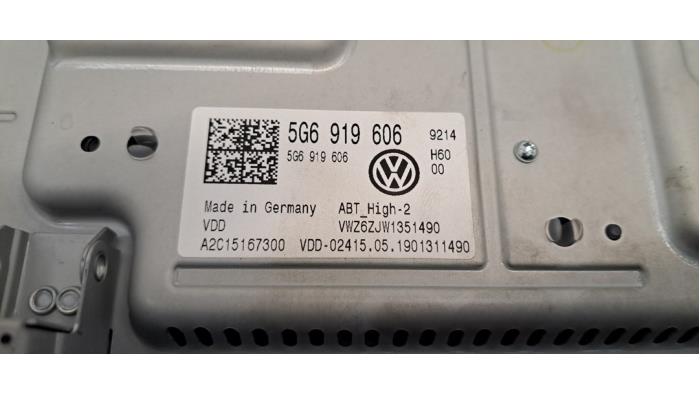 5G6 919 606 9214
5G6 919 606 H60
00
Made in Germany ABT_High-2
VDD VWZ6ZJW1351490
A2C15167300 VDD-02415.05.1901311490